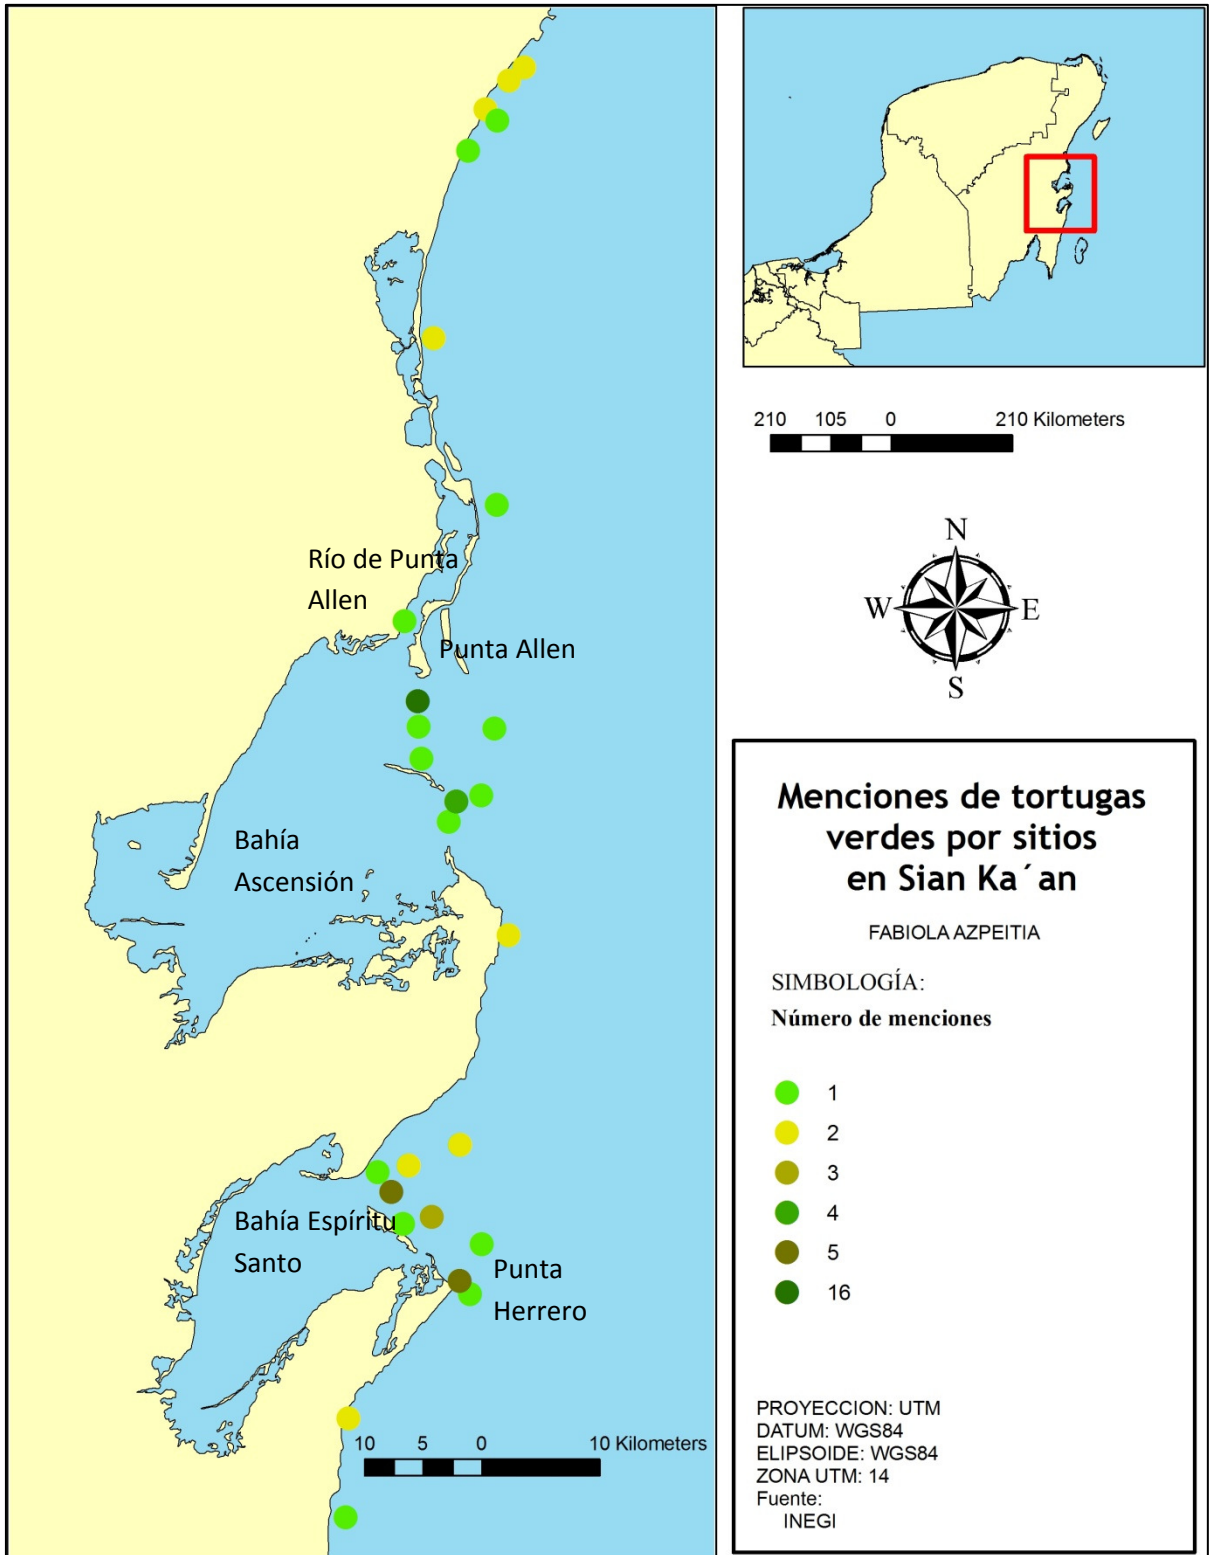 Río de Punta
Allen
Punta Allen
Bahía
Ascensión
Bahía Espíritu
Santo
Punta
Herrero
10 5 0 10 Kilometers
210 105 0 210 Kilometers
N
W E
S
Menciones de tortugas
verdes por sitios
en Sian Ka´an
FABIOLA AZPEITIA
SIMBOLOGÍA:
Número de menciones
1
2
3
4
5
16
PROYECCION: UTM
DATUM: WGS84
ELIPSOIDE: WGS84
ZONA UTM: 14
Fuente:
INEGI